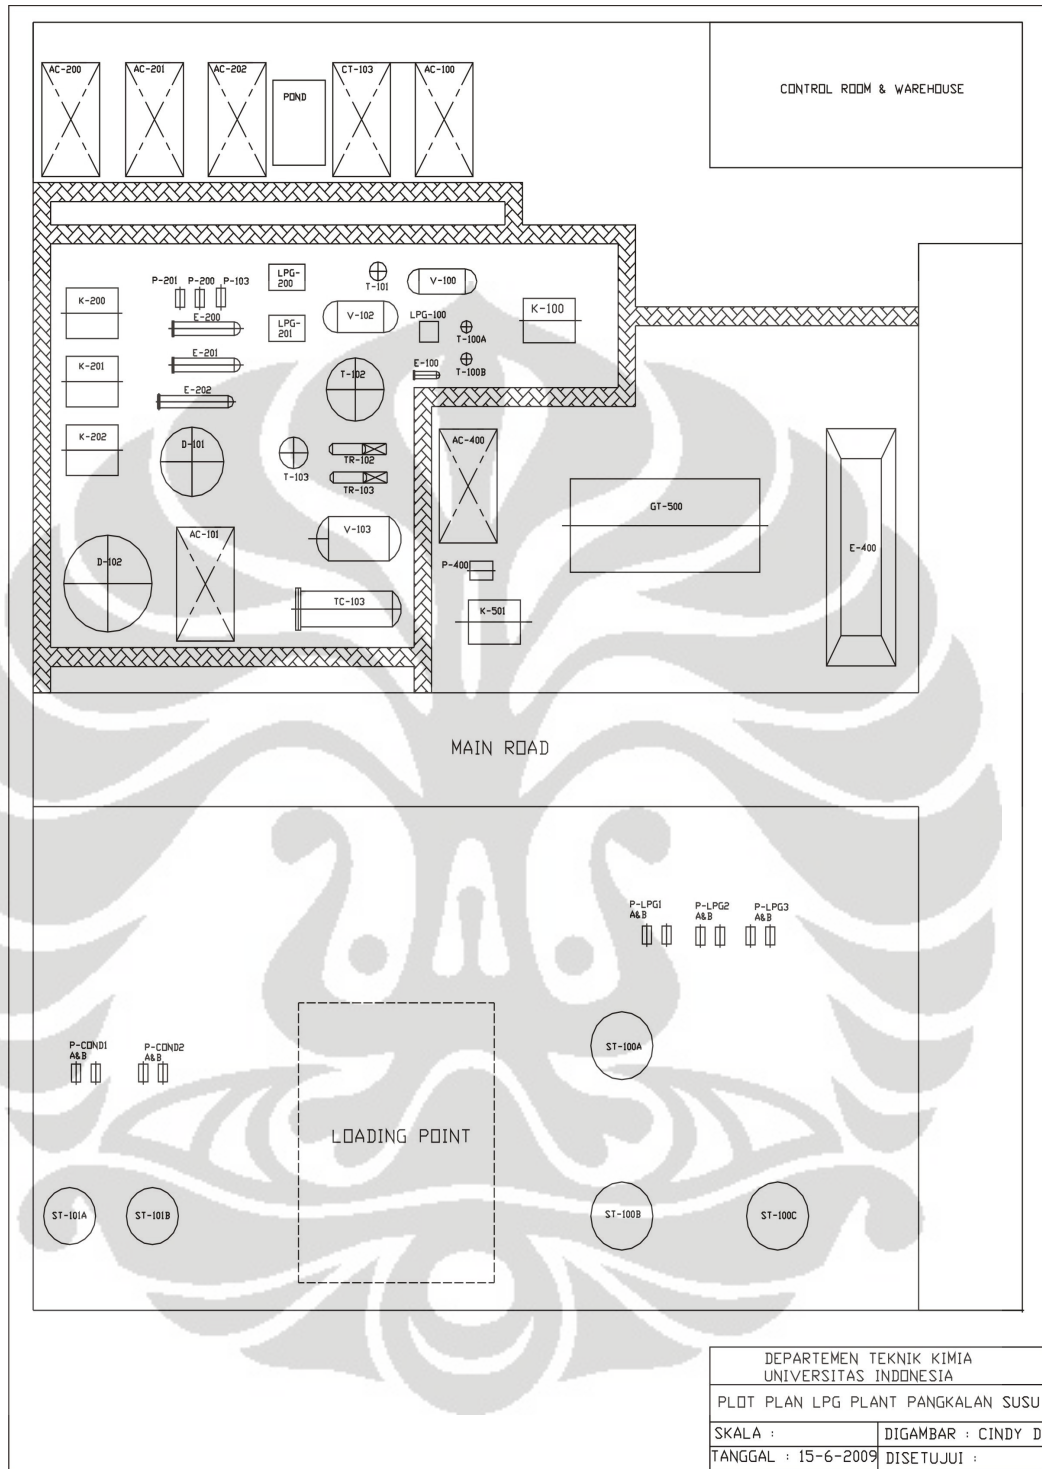 AC-200
AC-201
AC-202
POND
CT-103
AC-100
CONTROL ROOM & WAREHOUSE
P-201
P-200
P-103
LPG-
200
T-101
V-100
K-200
E-200
LPG-
201
V-102
LPG-100
T-100A
K-100
K-201
E-201
T-102
E-100
T-100B
E-202
K-202
D-101
T-103
TR-102
TR-103
AC-400
GT-500
E-400
D-102
AC-101
V-103
P-400
TC-103
K-501
MAIN ROAD
P-LPG1
A&B
P-LPG2
A&B
P-LPG3
A&B
P-COND1
A&B
P-COND2
A&B
ST-100A
LOADING POINT
ST-101A
ST-101B
ST-100B
ST-100C
DEPARTEMEN TEKNIK KIMIA
UNIVERSITAS INDONESIA
PLOT PLAN LPG PLANT PANGKALAN SUSU
SKALA :
DIGAMBAR : CINDY D
TANGGAL : 15-6-2009
DISETUJUI :